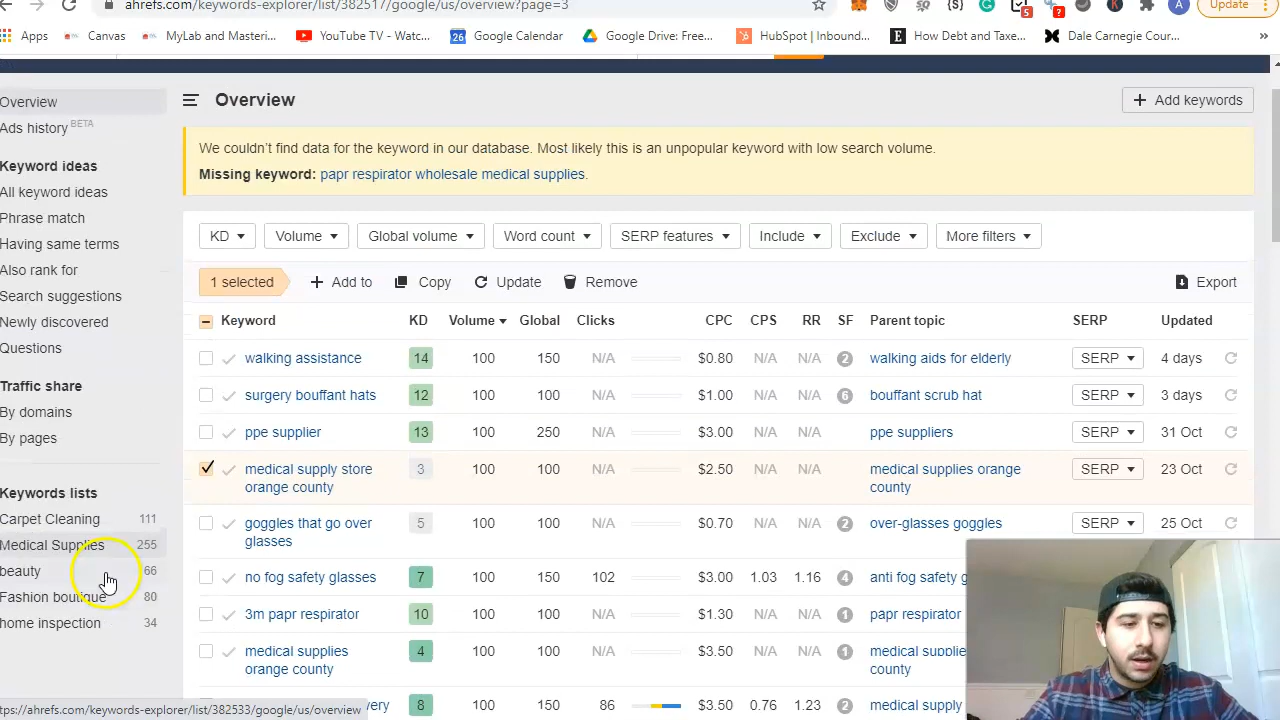 ahrefs.com/keywords-explorer/list/382517/google/us/overview?page=3
5
?
A
Update
Apps
Canvas
MyLab and Masteri...
YouTube TV - Watc...
26
Google Calendar
Google Drive: Free...
HubSpot | Inbound...
How Debt and Taxe...
Dale Carnegie Cour...
»
Overview
Ads history BETA
Keyword ideas
All keyword ideas
Phrase match
Having same terms
Also rank for
Search suggestions
Newly discovered
Questions
Traffic share
By domains
By pages
Keywords lists
Carpet Cleaning 111
Medical Supplies 255
beauty 66
Fashion boutique 80
home inspection 34
Overview
+ Add keywords
We couldn't find data for the keyword in our database. Most likely this is an unpopular keyword with low search volume.
Missing keyword: papr respirator wholesale medical supplies.
KD Volume Global volume Word count SERP features Include Exclude More filters
1 selected + Add to Copy Update Remove Export
Keyword KD Volume Global Clicks CPC CPS RR SF Parent topic SERP Updated
walking assistance 14 100 150 N/A $0.80 N/A N/A 2 walking aids for elderly SERP 4 days
surgery bouffant hats 12 100 100 N/A $1.00 N/A N/A 6 bouffant scrub hat SERP 3 days
ppe supplier 13 100 250 N/A $3.00 N/A N/A ppe suppliers SERP 31 Oct
medical supply store orange county 3 100 100 N/A $2.50 N/A N/A medical supplies orange county SERP 23 Oct
goggles that go over glasses 5 100 100 N/A $0.70 N/A N/A 2 over-glasses goggles SERP 25 Oct
no fog safety glasses 7 100 150 102 $3.00 1.03 1.16 4 anti fog safety g
3m papr respirator 10 100 100 N/A $1.30 N/A N/A 1 papr respirator
medical supplies orange county 4 100 100 N/A $3.50 N/A N/A 1 medical supplies county
very 8 100 150 86 $3.50 0.76 1.23 2 medical supply
tps://ahrefs.com/keywords-explorer/list/382533/google/us/overview